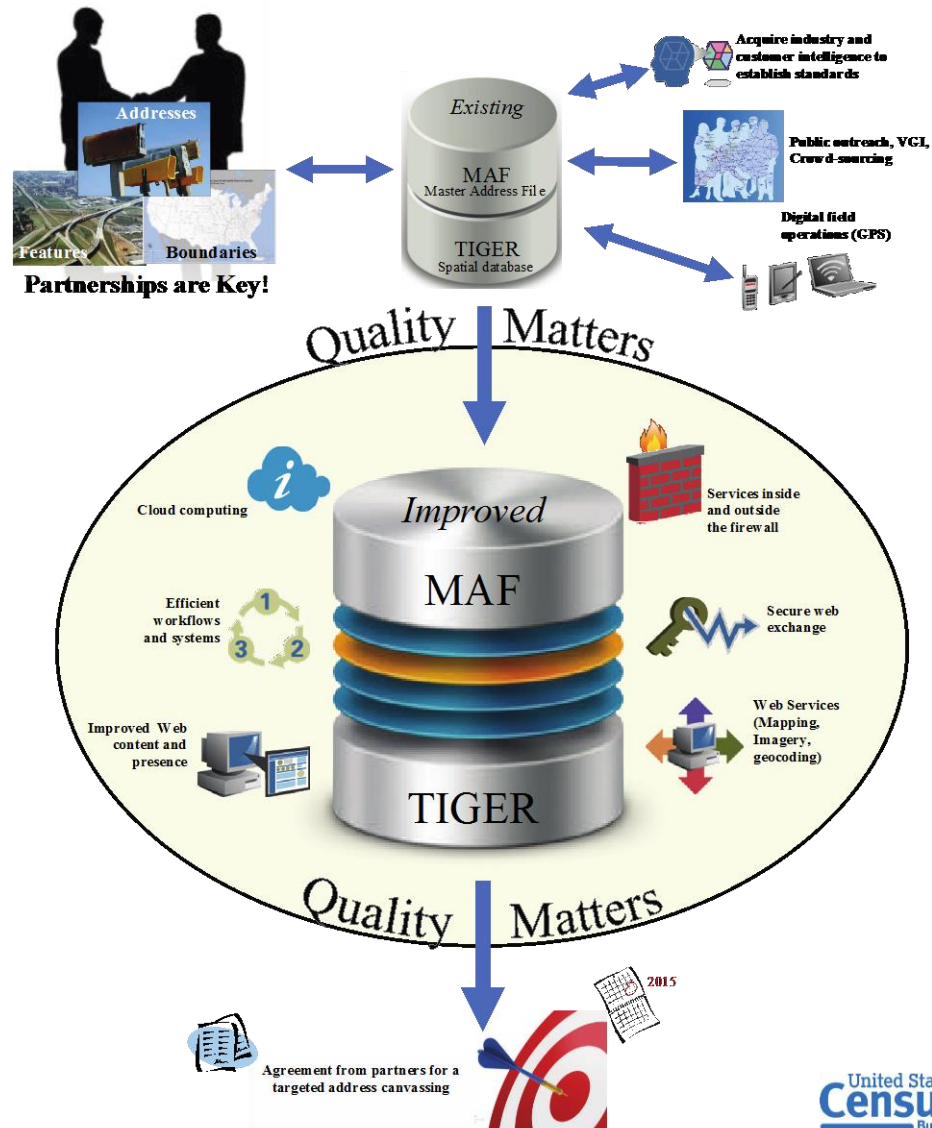 Addresses
Features
Boundaries
Partnerships are Key!
Existing
MAF
Master Address File
TIGER
Spatial database
Acquire industry and
customer intelligence to
establish standards
Public outreach, VGI,
Crowd-sourcing
Digital field
operations (GPS)
Quality Matters
Cloud computing
Efficient
workflows
and systems
1
2
3
Improved Web
content and
presence
Improved
MAF
TIGER
Services inside
and outside
the firewall
Secure web
exchange
Web Services
(Mapping,
Imagery,
geocoding)
Quality Matters
2015
Agreement from partners for a
targeted address canvassing
United Sta
Censu
Bu